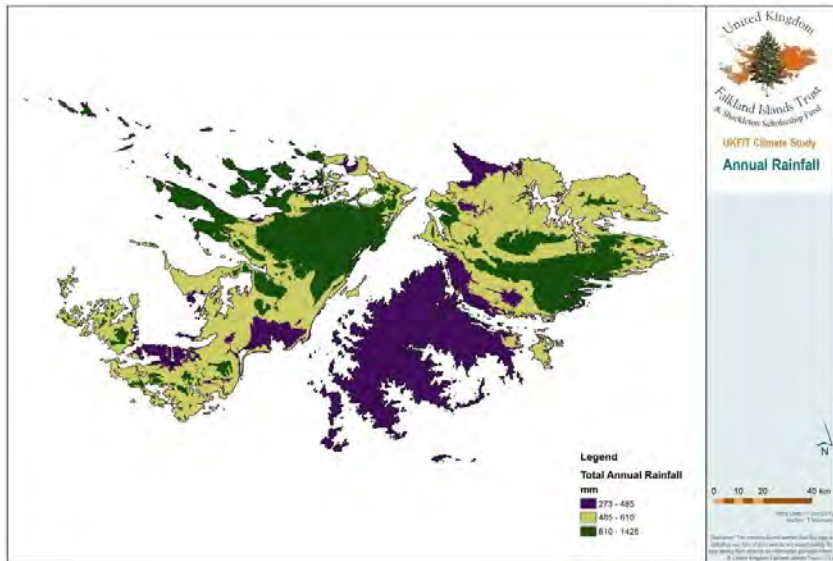 United Kingdom
Falkland Islands Trust
& Shackleton Scholarship Fund
UKFIT Climate Study
Annual Rainfall
Legend
Total Annual Rainfall
mm
273 - 485
485 - 610
610 - 1426
N
0 10 20 40 km